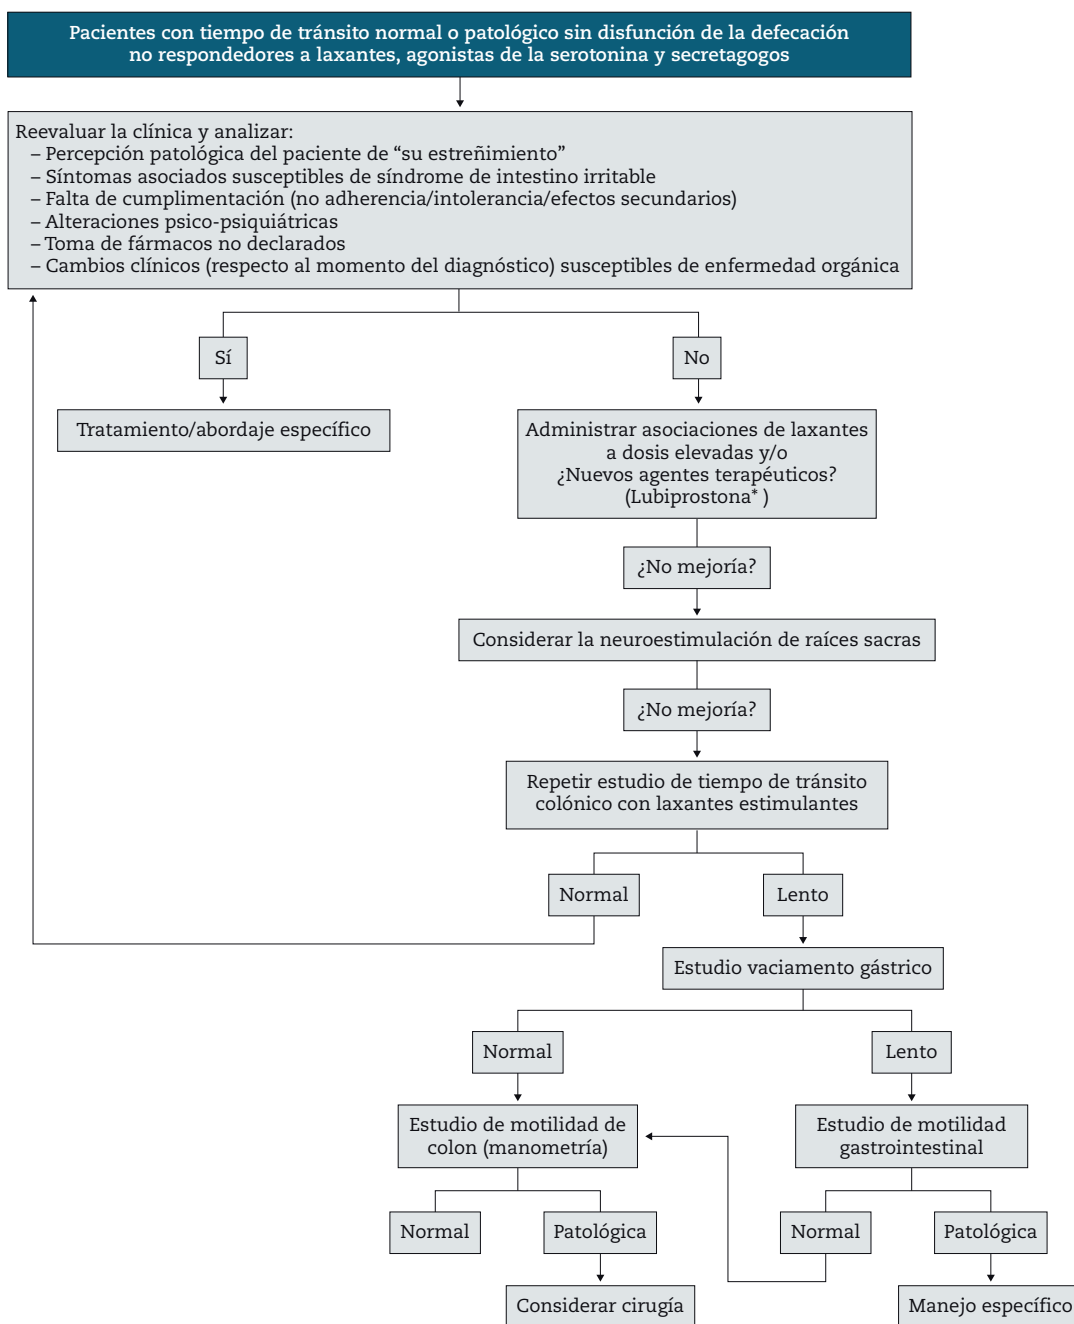 Pacientes con tiempo de tránsito normal o patológico sin disfunción de la defecación
no respondedores a laxantes, agonistas de la serotonina y secretagogos
Reevaluar la clínica y analizar:
– Percepción patológica del paciente de “su estreñimiento”
– Síntomas asociados susceptibles de síndrome de intestino irritable
– Falta de cumplimentación (no adherencia/intolerancia/efectos secundarios)
– Alteraciones psico-psiquiátricas
– Toma de fármacos no declarados
– Cambios clínicos (respecto al momento del diagnóstico) susceptibles de enfermedad orgánica
Sí
No
Tratamiento/abordaje específico
Administrar asociaciones de laxantes
a dosis elevadas y/o
¿Nuevos agentes terapéuticos?
(Lubiprostona*)
¿No mejoría?
Considerar la neuroestimulación de raíces sacras
¿No mejoría?
Repetir estudio de tiempo de tránsito
colónico con laxantes estimulantes
Normal
Lento
Estudio vaciamento gástrico
Normal
Lento
Estudio de motilidad de
colon (manometría)
Estudio de motilidad
gastrointestinal
Normal
Patológica
Normal
Patológica
Considerar cirugía
Manejo específico